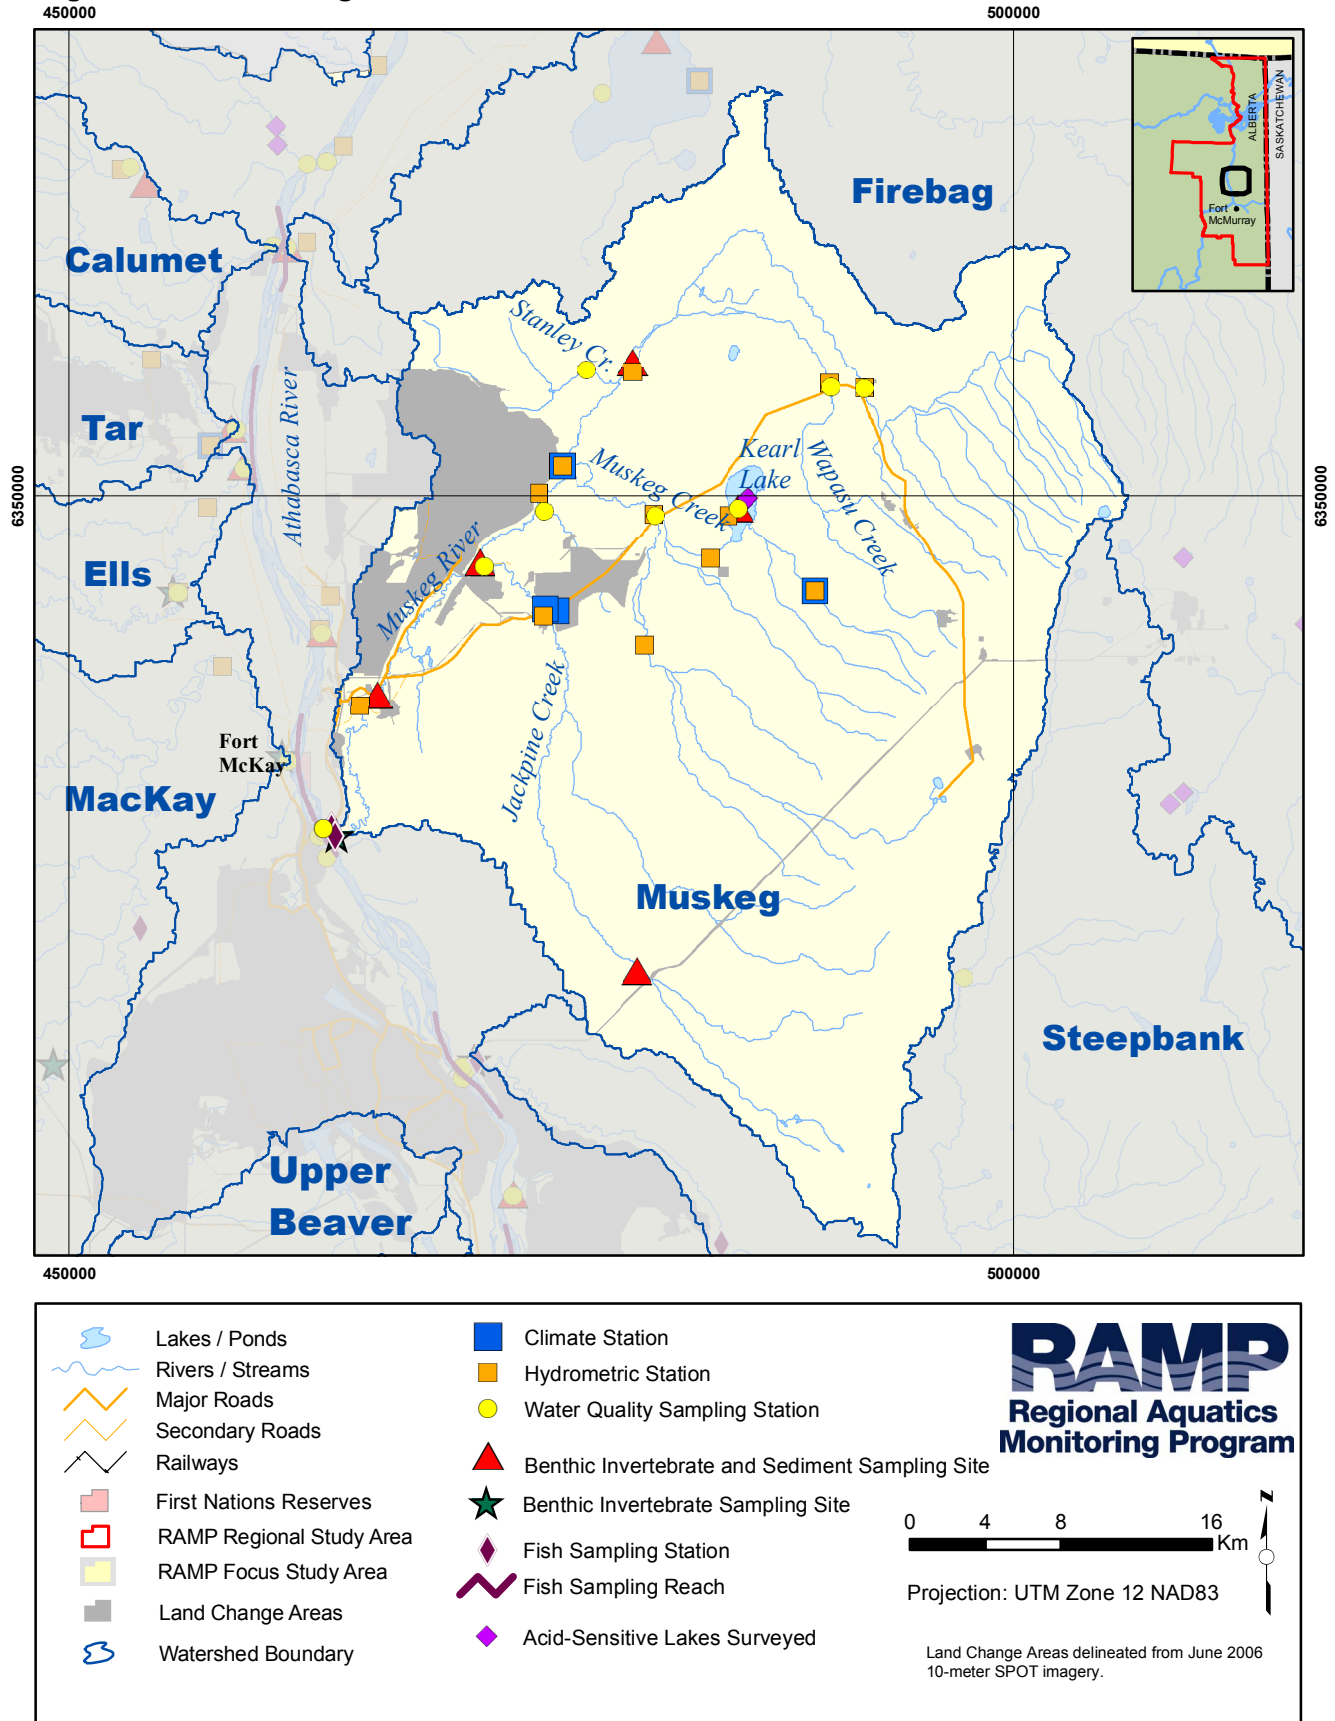 450000
500000
ALBERTA
SASKATCHEWAN
Fort
McMurray
Firebag
Calumet
Stanley Cr.
Athabasca River
Tar
Kearl
Lake
Muskeg Creek
Wapasu Creek
6350000
6350000
Muskeg River
Ells
Jackpine Creek
Fort
McKay
MacKay
Muskeg
Steepbank
Upper
Beaver
450000
500000
Lakes / Ponds
Rivers / Streams
Major Roads
Secondary Roads
Railways
First Nations Reserves
RAMP Regional Study Area
RAMP Focus Study Area
Land Change Areas
Watershed Boundary
Climate Station
Hydrometric Station
Water Quality Sampling Station
Benthic Invertebrate and Sediment Sampling Site
Benthic Invertebrate Sampling Site
Fish Sampling Station
Fish Sampling Reach
Acid-Sensitive Lakes Surveyed
RAMP
Regional Aquatics
Monitoring Program
N
0 4 8 16
Km
Projection: UTM Zone 12 NAD83
Land Change Areas delineated from June 2006
10-meter SPOT imagery.